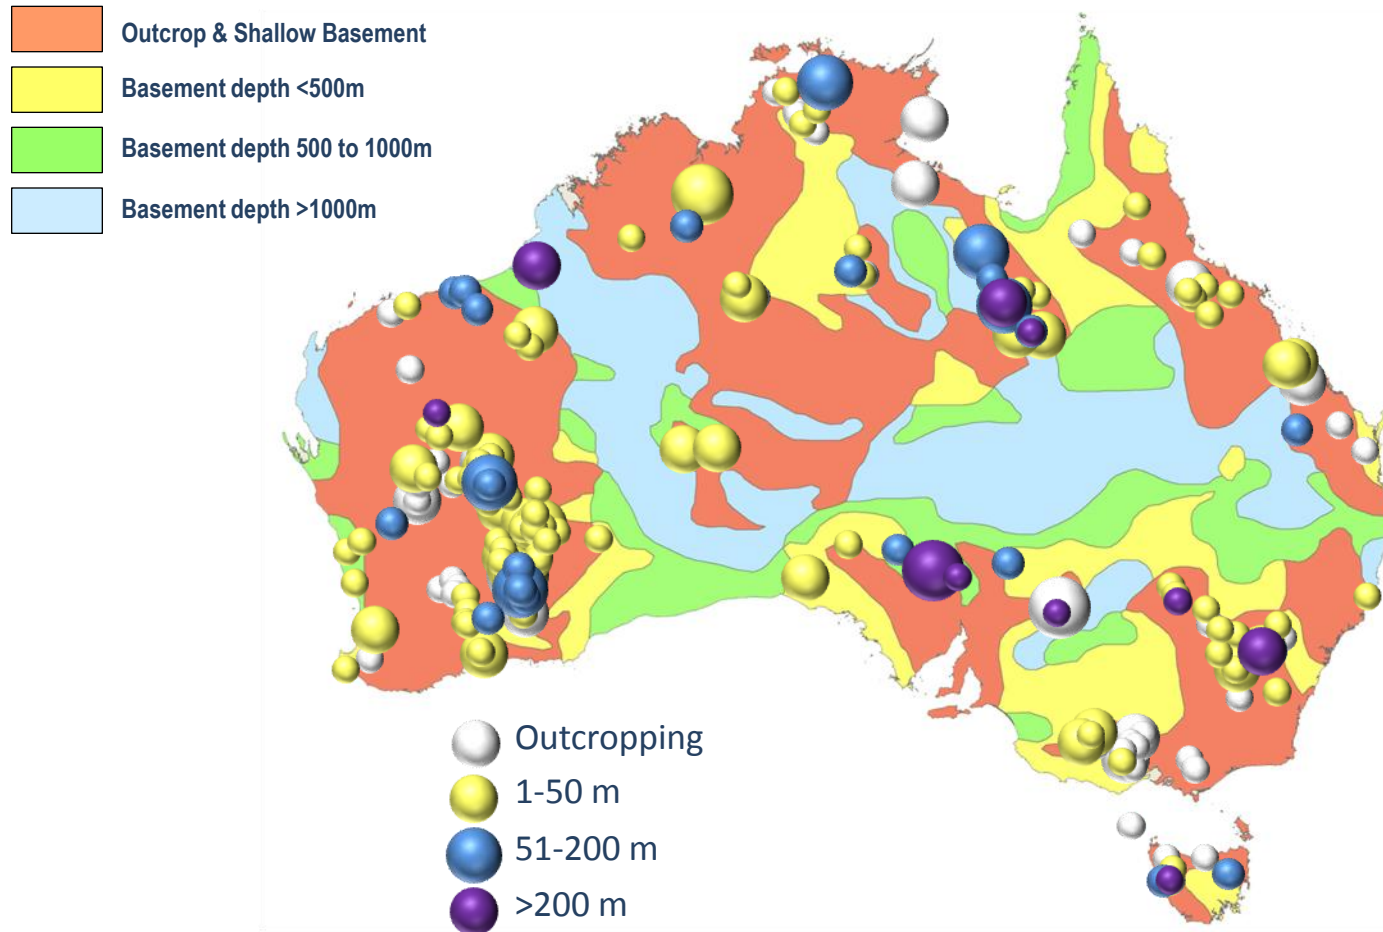 Outcrop & Shallow Basement
Basement depth <500m
Basement depth 500 to 1000m
Basement depth >1000m
Outcropping
1-50 m
51-200 m
>200 m